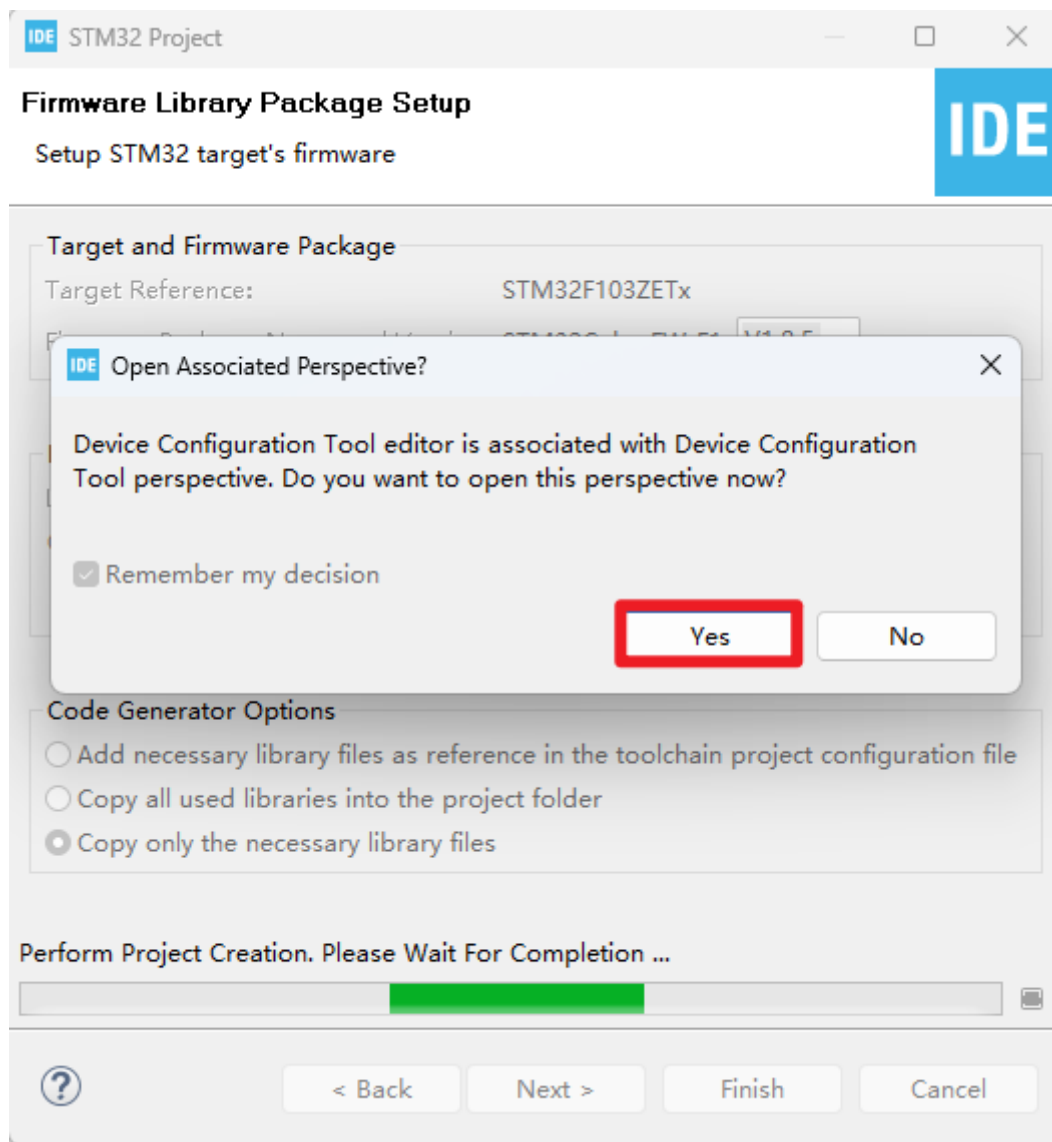 IDE STM32 Project
Firmware Library Package Setup
Setup STM32 target's firmware
IDE
Target and Firmware Package
Target Reference: STM32F103ZETx
IDE Open Associated Perspective?
Device Configuration Tool editor is associated with Device Configuration
Tool perspective. Do you want to open this perspective now?
Remember my decision
Yes No
Code Generator Options
Add necessary library files as reference in the toolchain project configuration file
Copy all used libraries into the project folder
Copy only the necessary library files
Perform Project Creation. Please Wait For Completion ...
? < Back Next > Finish Cancel